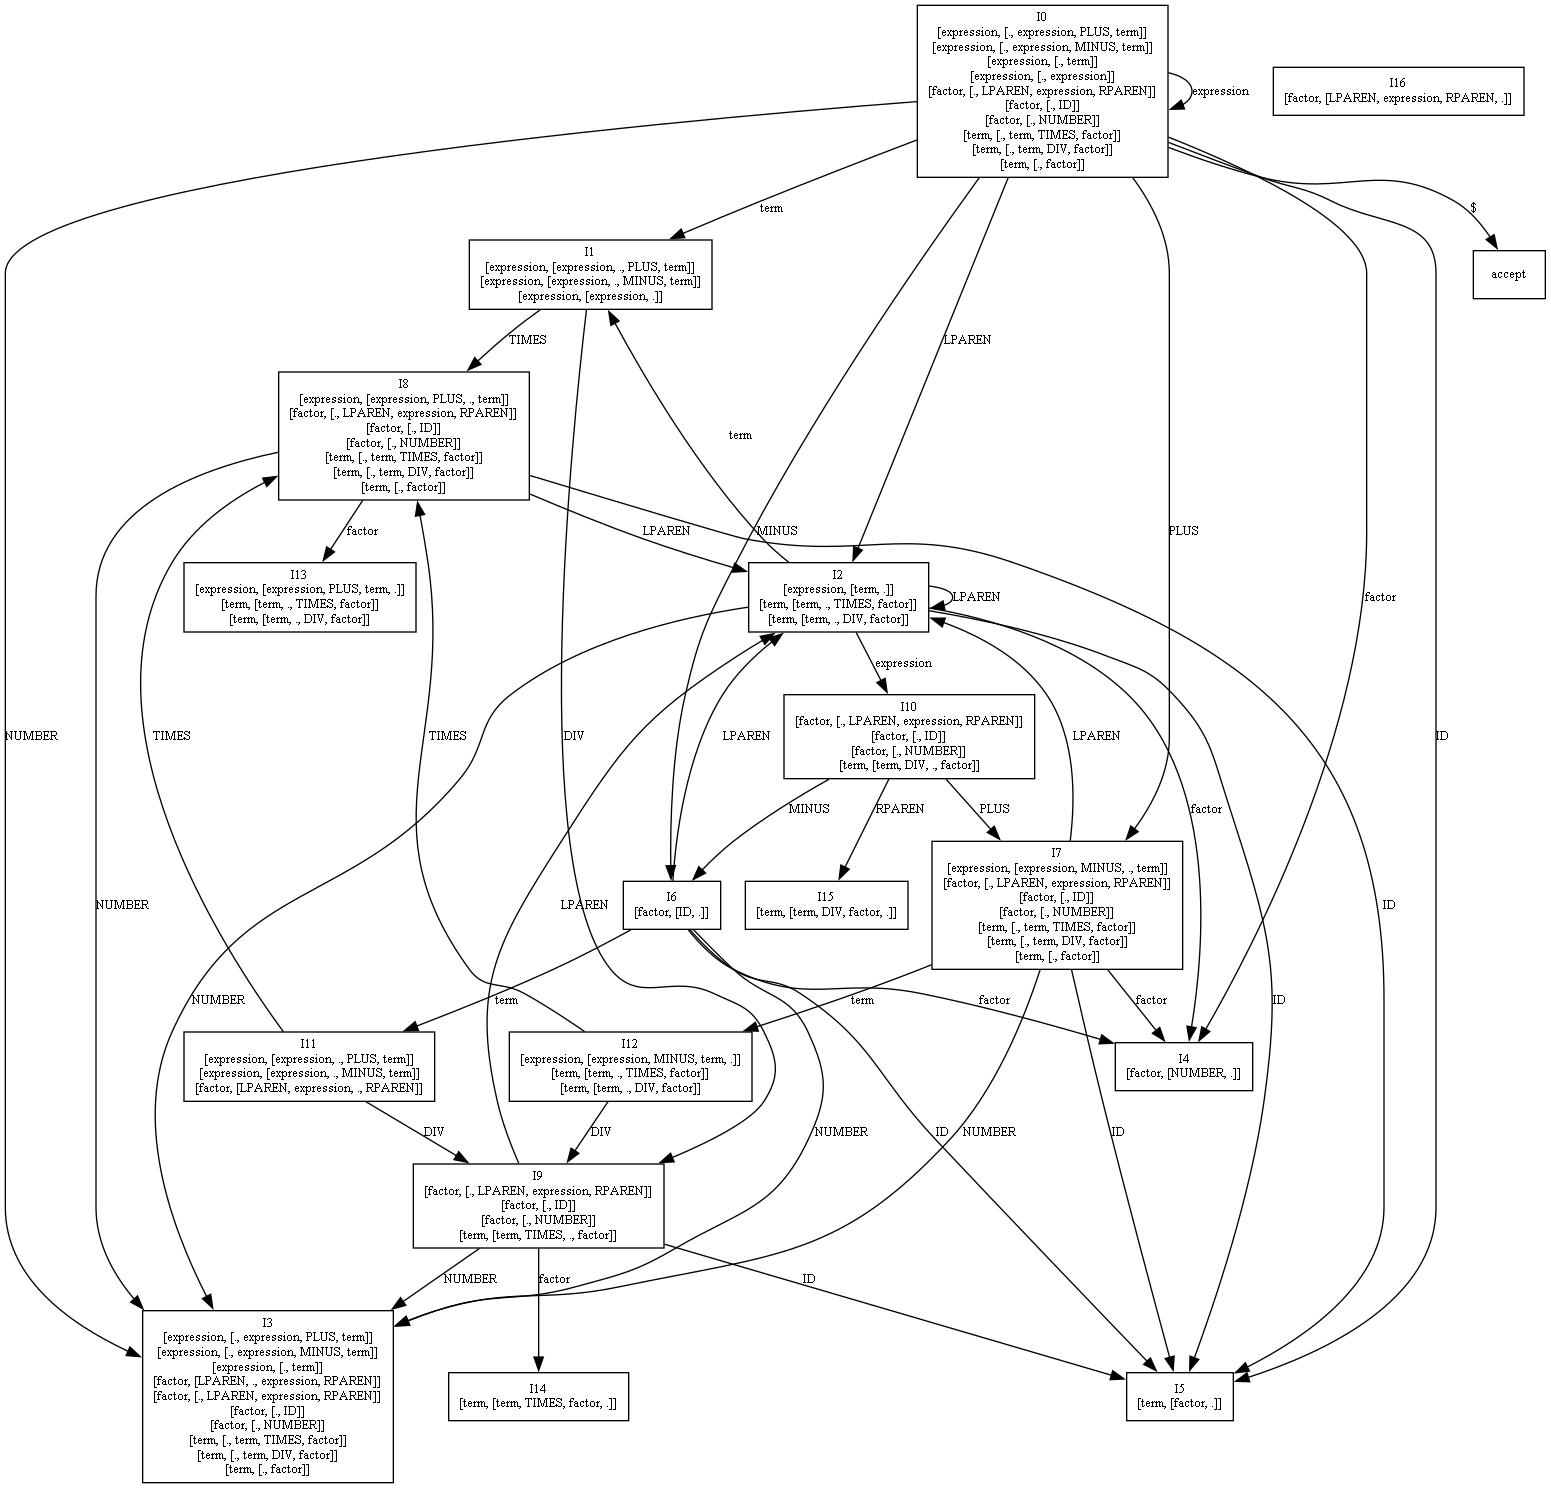 I0
[expression, [., expression, PLUS, term]]
[expression, [., expression, MINUS, term]]
[expression, [., term]]
[expression, [., expression]]
[factor, [., LPAREN, expression, RPAREN]]
[factor, [., ID]]
[factor, [., NUMBER]]
[term, [., term, TIMES, factor]]
[term, [., term, DIV, factor]]
[term, [., factor]]
expression
I16
[factor, [LPAREN, expression, RPAREN, .]]
term
$
I1
[expression, [expression, ., PLUS, term]]
[expression, [expression, ., MINUS, term]]
[expression, [expression, .]]
accept
TIMES
LPAREN
I8
[expression, [expression, PLUS, ., term]]
[factor, [., LPAREN, expression, RPAREN]]
[factor, [., ID]]
[factor, [., NUMBER]]
[term, [., term, TIMES, factor]]
[term, [., term, DIV, factor]]
[term, [., factor]]
term
factor
LPAREN
MINUS
PLUS
I13
[expression, [expression, PLUS, term, .]]
[term, [term, ., TIMES, factor]]
[term, [term, ., DIV, factor]]
I2
[expression, [term, .]]
[term, [term, ., TIMES, factor]]
[term, [term, ., DIV, factor]]
LPAREN
factor
expression
I10
[factor, [., LPAREN, expression, RPAREN]]
[factor, [., ID]]
[factor, [., NUMBER]]
[term, [term, DIV, ., factor]]
NUMBER
TIMES
TIMES
DIV
LPAREN
LPAREN
ID
MINUS
RPAREN
PLUS
factor
I7
[expression, [expression, MINUS, ., term]]
[factor, [., LPAREN, expression, RPAREN]]
[factor, [., ID]]
[factor, [., NUMBER]]
[term, [., term, TIMES, factor]]
[term, [., term, DIV, factor]]
[term, [., factor]]
I6
[factor, [ID, .]]
I15
[term, [term, DIV, factor, .]]
NUMBER
LPAREN
ID
NUMBER
term
term
factor
factor
ID
I11
[expression, [expression, ., PLUS, term]]
[expression, [expression, ., MINUS, term]]
[factor, [LPAREN, expression, ., RPAREN]]
I12
[expression, [expression, MINUS, term, .]]
[term, [term, ., TIMES, factor]]
[term, [term, ., DIV, factor]]
I4
[factor, [NUMBER, .]]
DIV
DIV
NUMBER
ID
NUMBER
ID
I9
[factor, [., LPAREN, expression, RPAREN]]
[factor, [., ID]]
[factor, [., NUMBER]]
[term, [term, TIMES, ., factor]]
NUMBER
factor
ID
I3
[expression, [., expression, PLUS, term]]
[expression, [., expression, MINUS, term]]
[expression, [., term]]
[factor, [LPAREN, ., expression, RPAREN]]
[factor, [., LPAREN, expression, RPAREN]]
[factor, [., ID]]
[factor, [., NUMBER]]
[term, [., term, TIMES, factor]]
[term, [., term, DIV, factor]]
[term, [., factor]]
I14
[term, [term, TIMES, factor, .]]
I5
[term, [factor, .]]